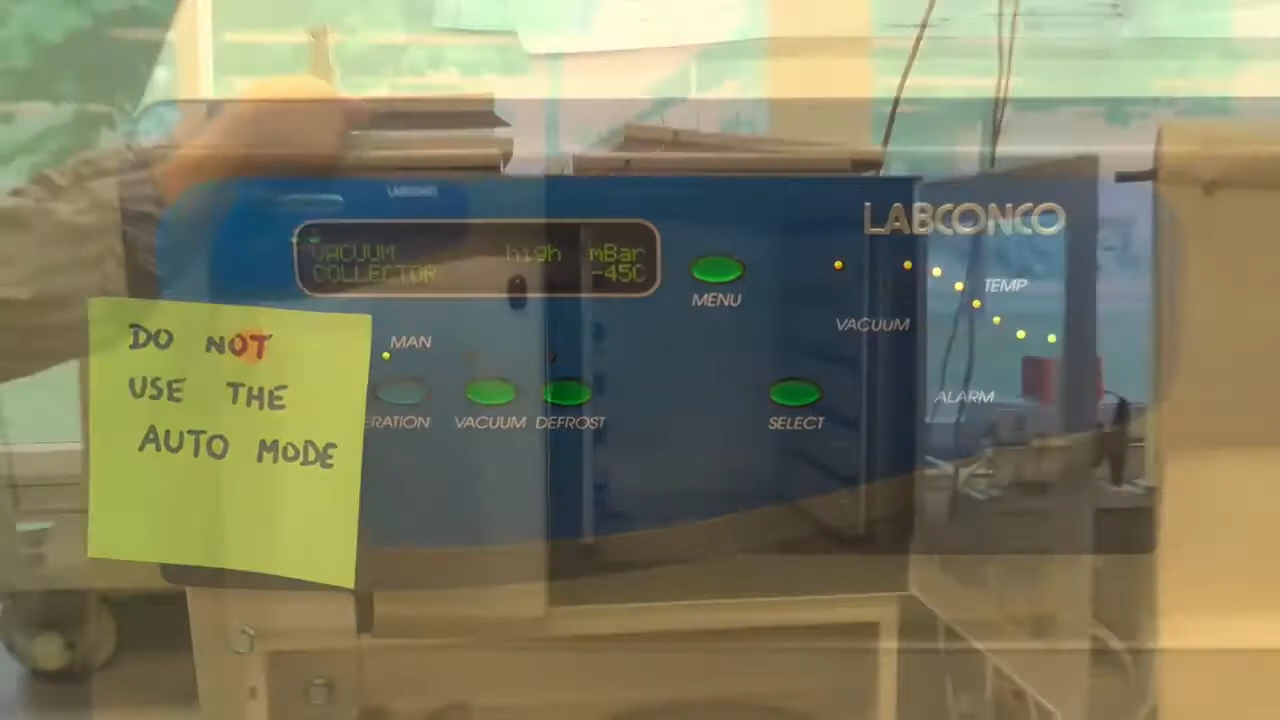 LABCONCO
LABCONCO
VACUUM high mBar
COLLECTOR -45C
MENU
TEMP
VACUUM
MAN
DO NOT
USE THE
AUTO MODE
ERATION VACUUM DEFROST SELECT
ALARM